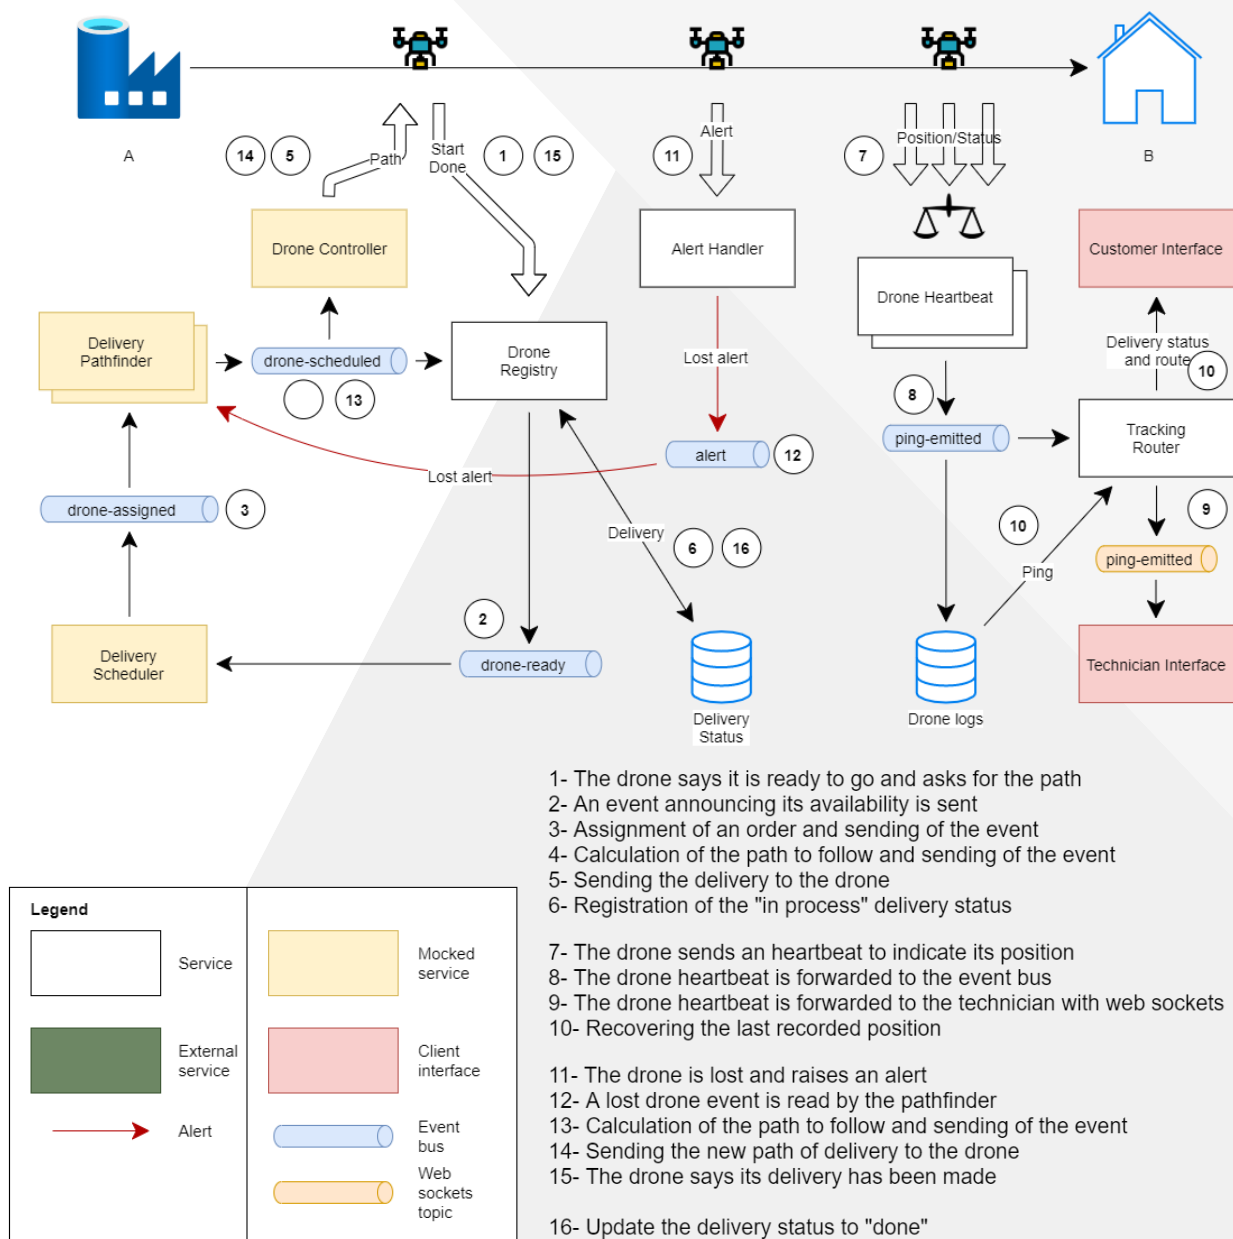 A
B
14
5
Path
Start
Done
1
15
Alert
11
7
Position/Status
Drone Controller
Alert Handler
Drone Heartbeat
Customer Interface
Delivery
Pathfinder
drone-scheduled
13
Drone
Registry
Lost alert
Delivery status
and route
10
8
ping-emitted
Tracking
Router
alert
12
Lost alert
drone-assigned
3
Delivery
6
16
10
Ping
9
ping-emitted
2
Delivery
Scheduler
drone-ready
Technician Interface
Delivery
Status
Drone logs
1- The drone says it is ready to go and asks for the path
2- An event announcing its availability is sent
3- Assignment of an order and sending of the event
4- Calculation of the path to follow and sending of the event
5- Sending the delivery to the drone
6- Registration of the "in process" delivery status
7- The drone sends an heartbeat to indicate its position
8- The drone heartbeat is forwarded to the event bus
9- The drone heartbeat is forwarded to the technician with web sockets
10- Recovering the last recorded position
11- The drone is lost and raises an alert
12- A lost drone event is read by the pathfinder
13- Calculation of the path to follow and sending of the event
14- Sending the new path of delivery to the drone
15- The drone says its delivery has been made
16- Update the delivery status to "done"
Legend
Service
Mocked
service
External
service
Client
interface
Alert
Event
bus
Web
sockets
topic